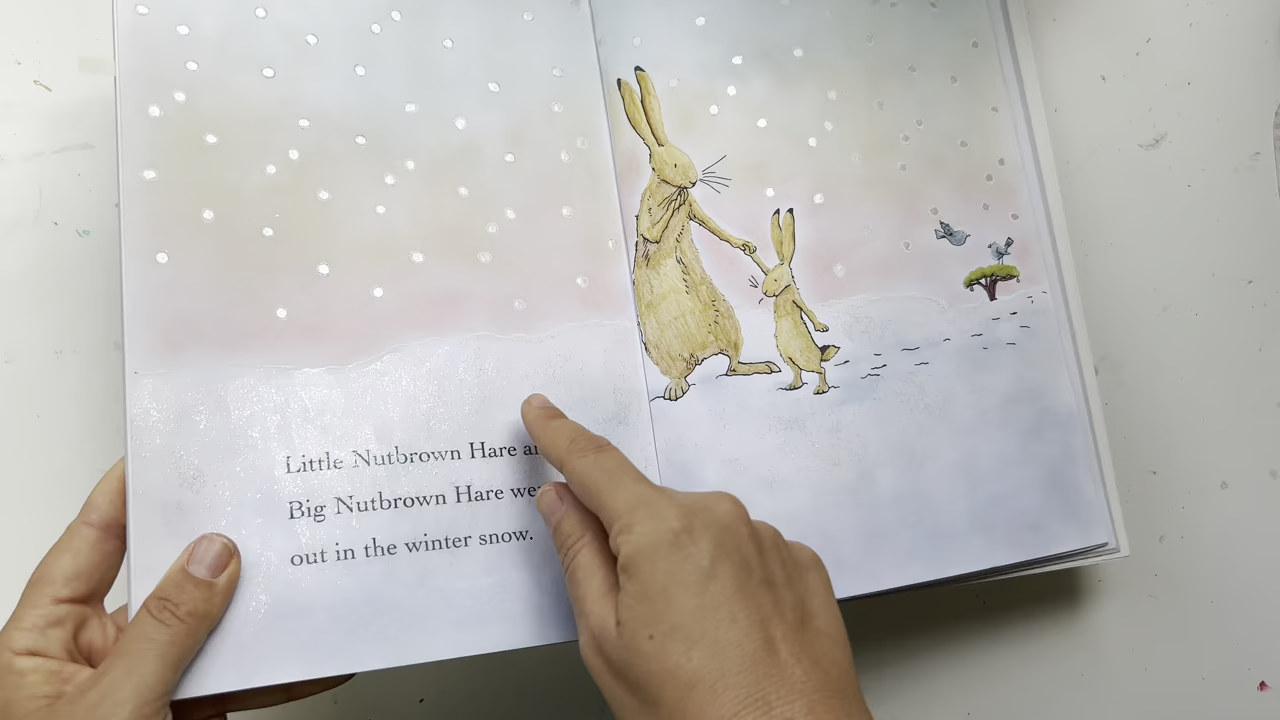 Little Nutbrown Hare
Big Nutbrown Hare
out in the winter snow.